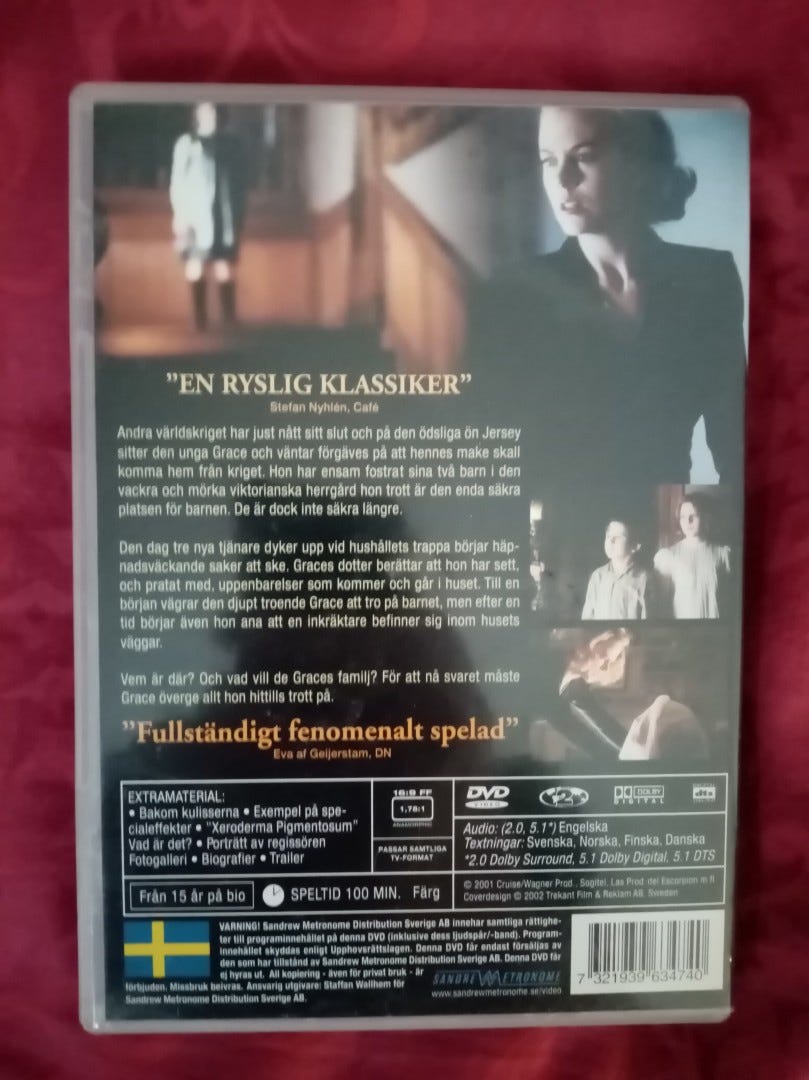 ”EN RYSLIG KLASSIKER”
Stefan Nyhlén, Café
Andra världskriget har just nått sitt slut och på den ödsliga ön Jersey
sitter den unga Grace och väntar förgäves på att hennes make skall
komma hem från kriget. Hon har ensam fostrat sina två barn i den
vackra och mörka viktorianska herrgård hon trott är den enda säkra
platsen för barnen. De är dock inte säkra längre.
Den dag tre nya tjänare dyker upp vid hushållets trappa börjar häp-
nadsväckande saker att ske. Graces dotter berättar att hon har sett,
och pratat med, uppenbarelser som kommer och går i huset. Till en
början vägrar den djupt troende Grace att tro på barnet, men efter en
tid börjar även hon ana att en inkräktare befinner sig inom husets
väggar.
Vem är där? Och vad vill de Graces familj? För att nå svaret måste
Grace överge allt hon hittills trott på.
”Fullständigt fenomenalt spelad”
Eva af Geijerstam, DN
EXTRAMATERIAL:
• Bakom kulisserna • Exempel på spe-
cialeffekter • "Xeroderma Pigmentosum"
Vad är det? • Porträtt av regissören
Fotogalleri • Biografier • Trailer
16:9 FF
1.78:1
ANAMORPHIC
PASSAR SAMTLIGA
TV-FORMAT
DVD
VIDEO
2
DOLBY
DIGITAL
dts
Audio: (2.0, 5.1*) Engelska
Textningar: Svenska, Norska, Finska, Danska
*2.0 Dolby Surround, 5.1 Dolby Digital, 5.1 DTS
Från 15 år på bio
SPELTID 100 MIN. Färg
© 2001 Cruise/Wagner Prod., Sogitel, Las Prod. del Escorpion m fl
Coverdesign © 2002 Trekant Film & Reklam AB, Sweden
VARNING! Sandrew Metronome Distribution Sverige AB innehar samtliga rättighe-
ter till programinnehållet på denna DVD (inklusive dess ljudspår/-band). Program-
innehållet skyddas enligt Upphovsrättslagen. Denna DVD får endast försäljas av
den som har tillstånd av Sandrew Metronome Distribution Sverige AB. Denna DVD får
ej hyras ut. All kopiering - även för privat bruk - är
förbjuden. Missbruk beivras. Ansvarig utgivare: Staffan Wallhem för
Sandrew Metronome Distribution Sverige AB.
SANDREW METRONOME
www.sandrewmetronome.se/video
7 321939 634740